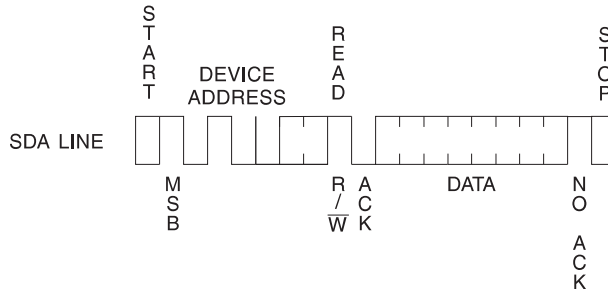 START
READ
STOP
DEVICE
ADDRESS
SDA LINE
MSB
R/W
ACK
DATA
NO ACK